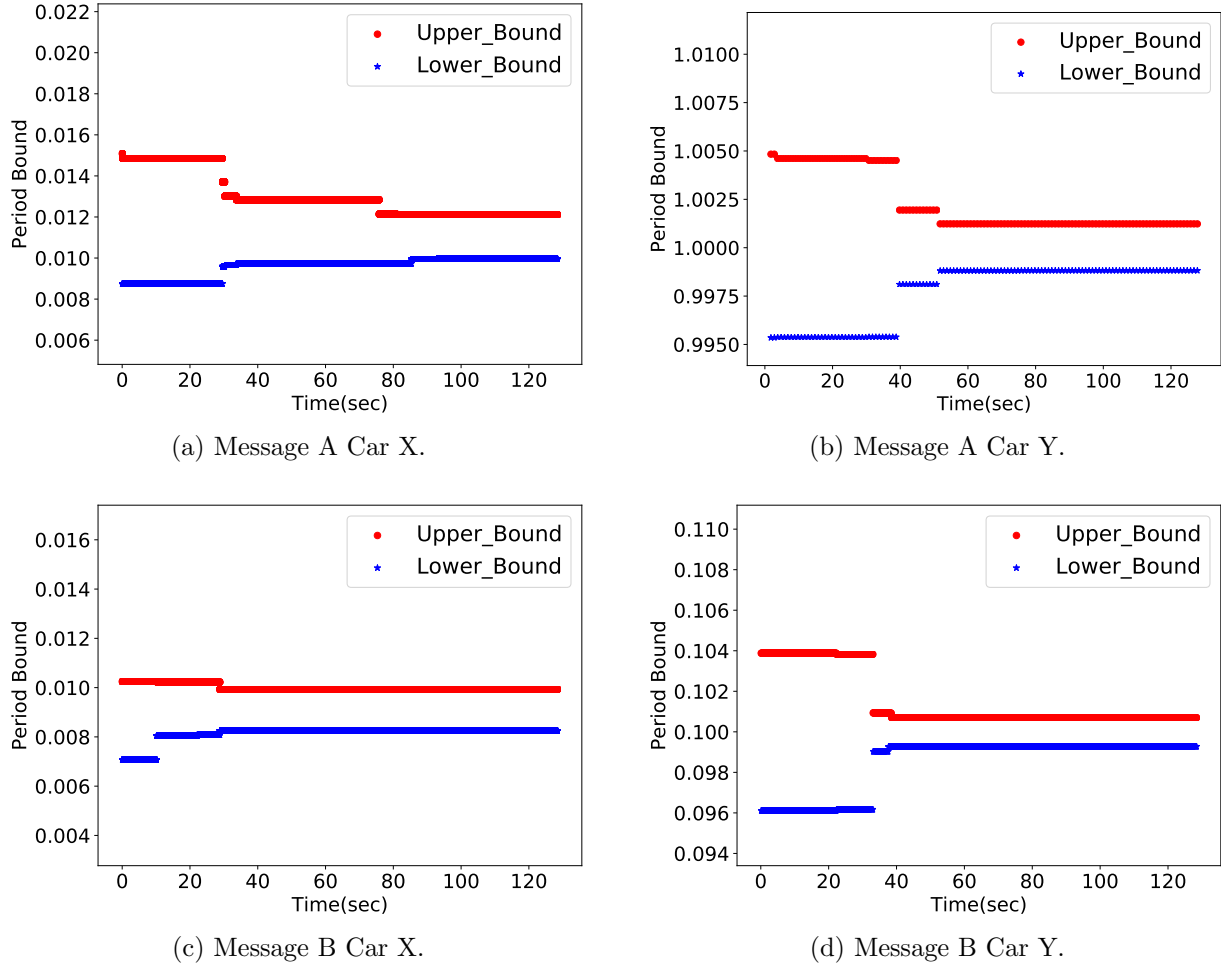 0.022
0.020
0.018
0.016
0.014
0.012
0.010
0.008
0.006
Period Bound
Upper_Bound
Lower_Bound
0 20 40 60 80 100 120
Time(sec)
(a) Message A Car X.
1.0100
1.0075
1.0050
1.0025
1.0000
0.9975
0.9950
Period Bound
Upper_Bound
Lower_Bound
0 20 40 60 80 100 120
Time(sec)
(b) Message A Car Y.
0.016
0.014
0.012
0.010
0.008
0.006
0.004
Period Bound
Upper_Bound
Lower_Bound
0 20 40 60 80 100 120
Time(sec)
(c) Message B Car X.
0.110
0.108
0.106
0.104
0.102
0.100
0.098
0.096
0.094
Period Bound
Upper_Bound
Lower_Bound
0 20 40 60 80 100 120
Time(sec)
(d) Message B Car Y.